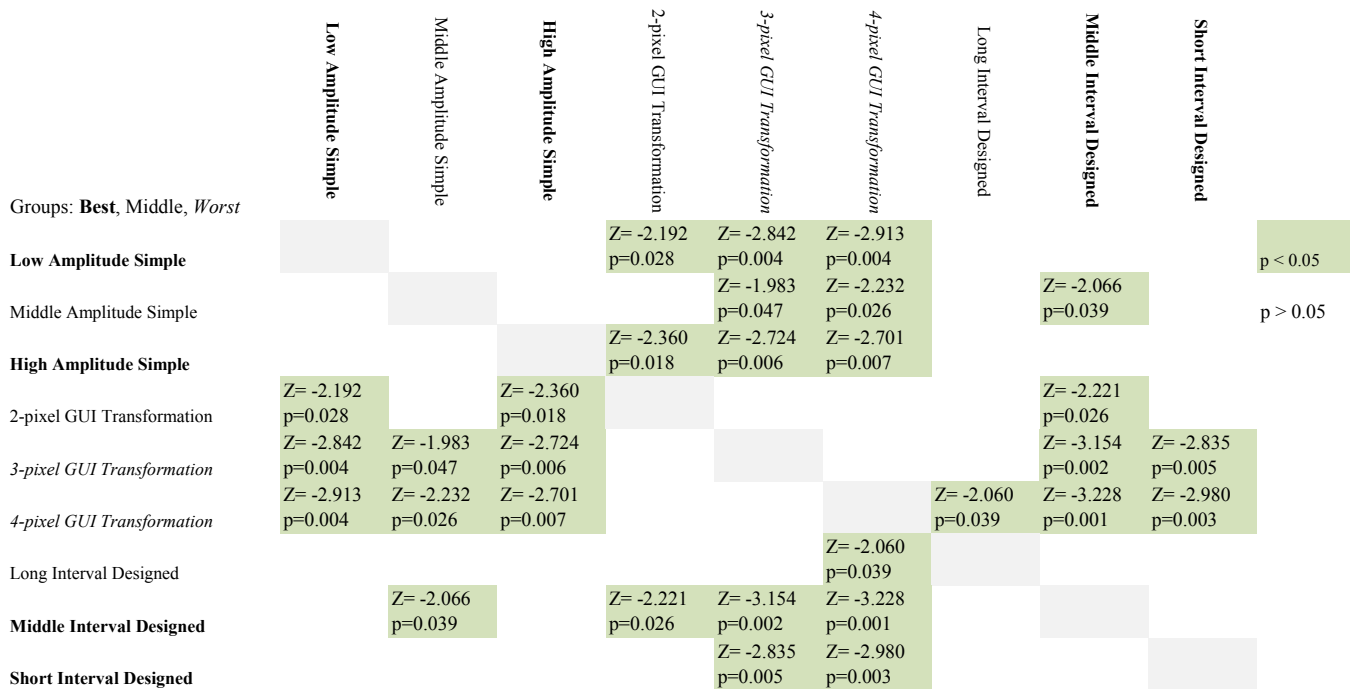 Low Amplitude Simple
Middle Amplitude Simple
High Amplitude Simple
2-pixel GUI Transformation
3-pixel GUI Transformation
4-pixel GUI Transformation
Long Interval Designed
Middle Interval Designed
Short Interval Designed
Groups: Best, Middle, Worst
Z= -2.192 Z= -2.842 Z= -2.913
Low Amplitude Simple p=0.028 p=0.004 p=0.004 p < 0.05
Z= -1.983 Z= -2.232 Z= -2.066
Middle Amplitude Simple p=0.047 p=0.026 p=0.039 p > 0.05
Z= -2.360 Z= -2.724 Z= -2.701
High Amplitude Simple p=0.018 p=0.006 p=0.007
Z= -2.192 Z= -2.360 Z= -2.221
2-pixel GUI Transformation p=0.028 p=0.018 p=0.026
Z= -2.842 Z= -1.983 Z= -2.724 Z= -3.154 Z= -2.835
3-pixel GUI Transformation p=0.004 p=0.047 p=0.006 p=0.002 p=0.005
Z= -2.913 Z= -2.232 Z= -2.701 Z= -2.060 Z= -3.228 Z= -2.980
4-pixel GUI Transformation p=0.004 p=0.026 p=0.007 p=0.039 p=0.001 p=0.003
Z= -2.060
Long Interval Designed p=0.039
Z= -2.066 Z= -2.221 Z= -3.154 Z= -3.228
Middle Interval Designed p=0.039 p=0.026 p=0.002 p=0.001
Z= -2.835 Z= -2.980
Short Interval Designed p=0.005 p=0.003